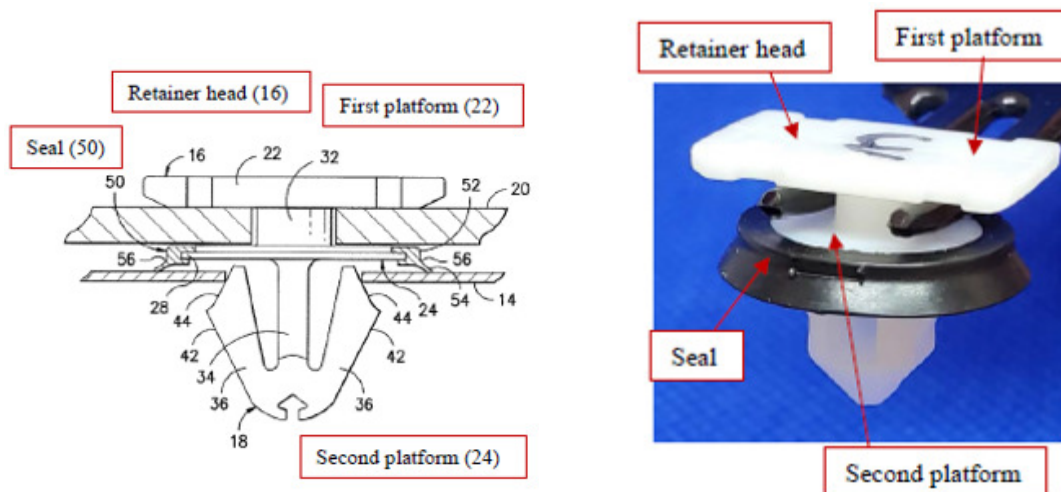 Retainer head (16)
First platform (22)
Seal (50)
16
22
32
50
52
20
56
56
28
24
54
14
44
44
42
42
34
36
36
18
Second platform (24)
Retainer head
First platform
Seal
Second platform